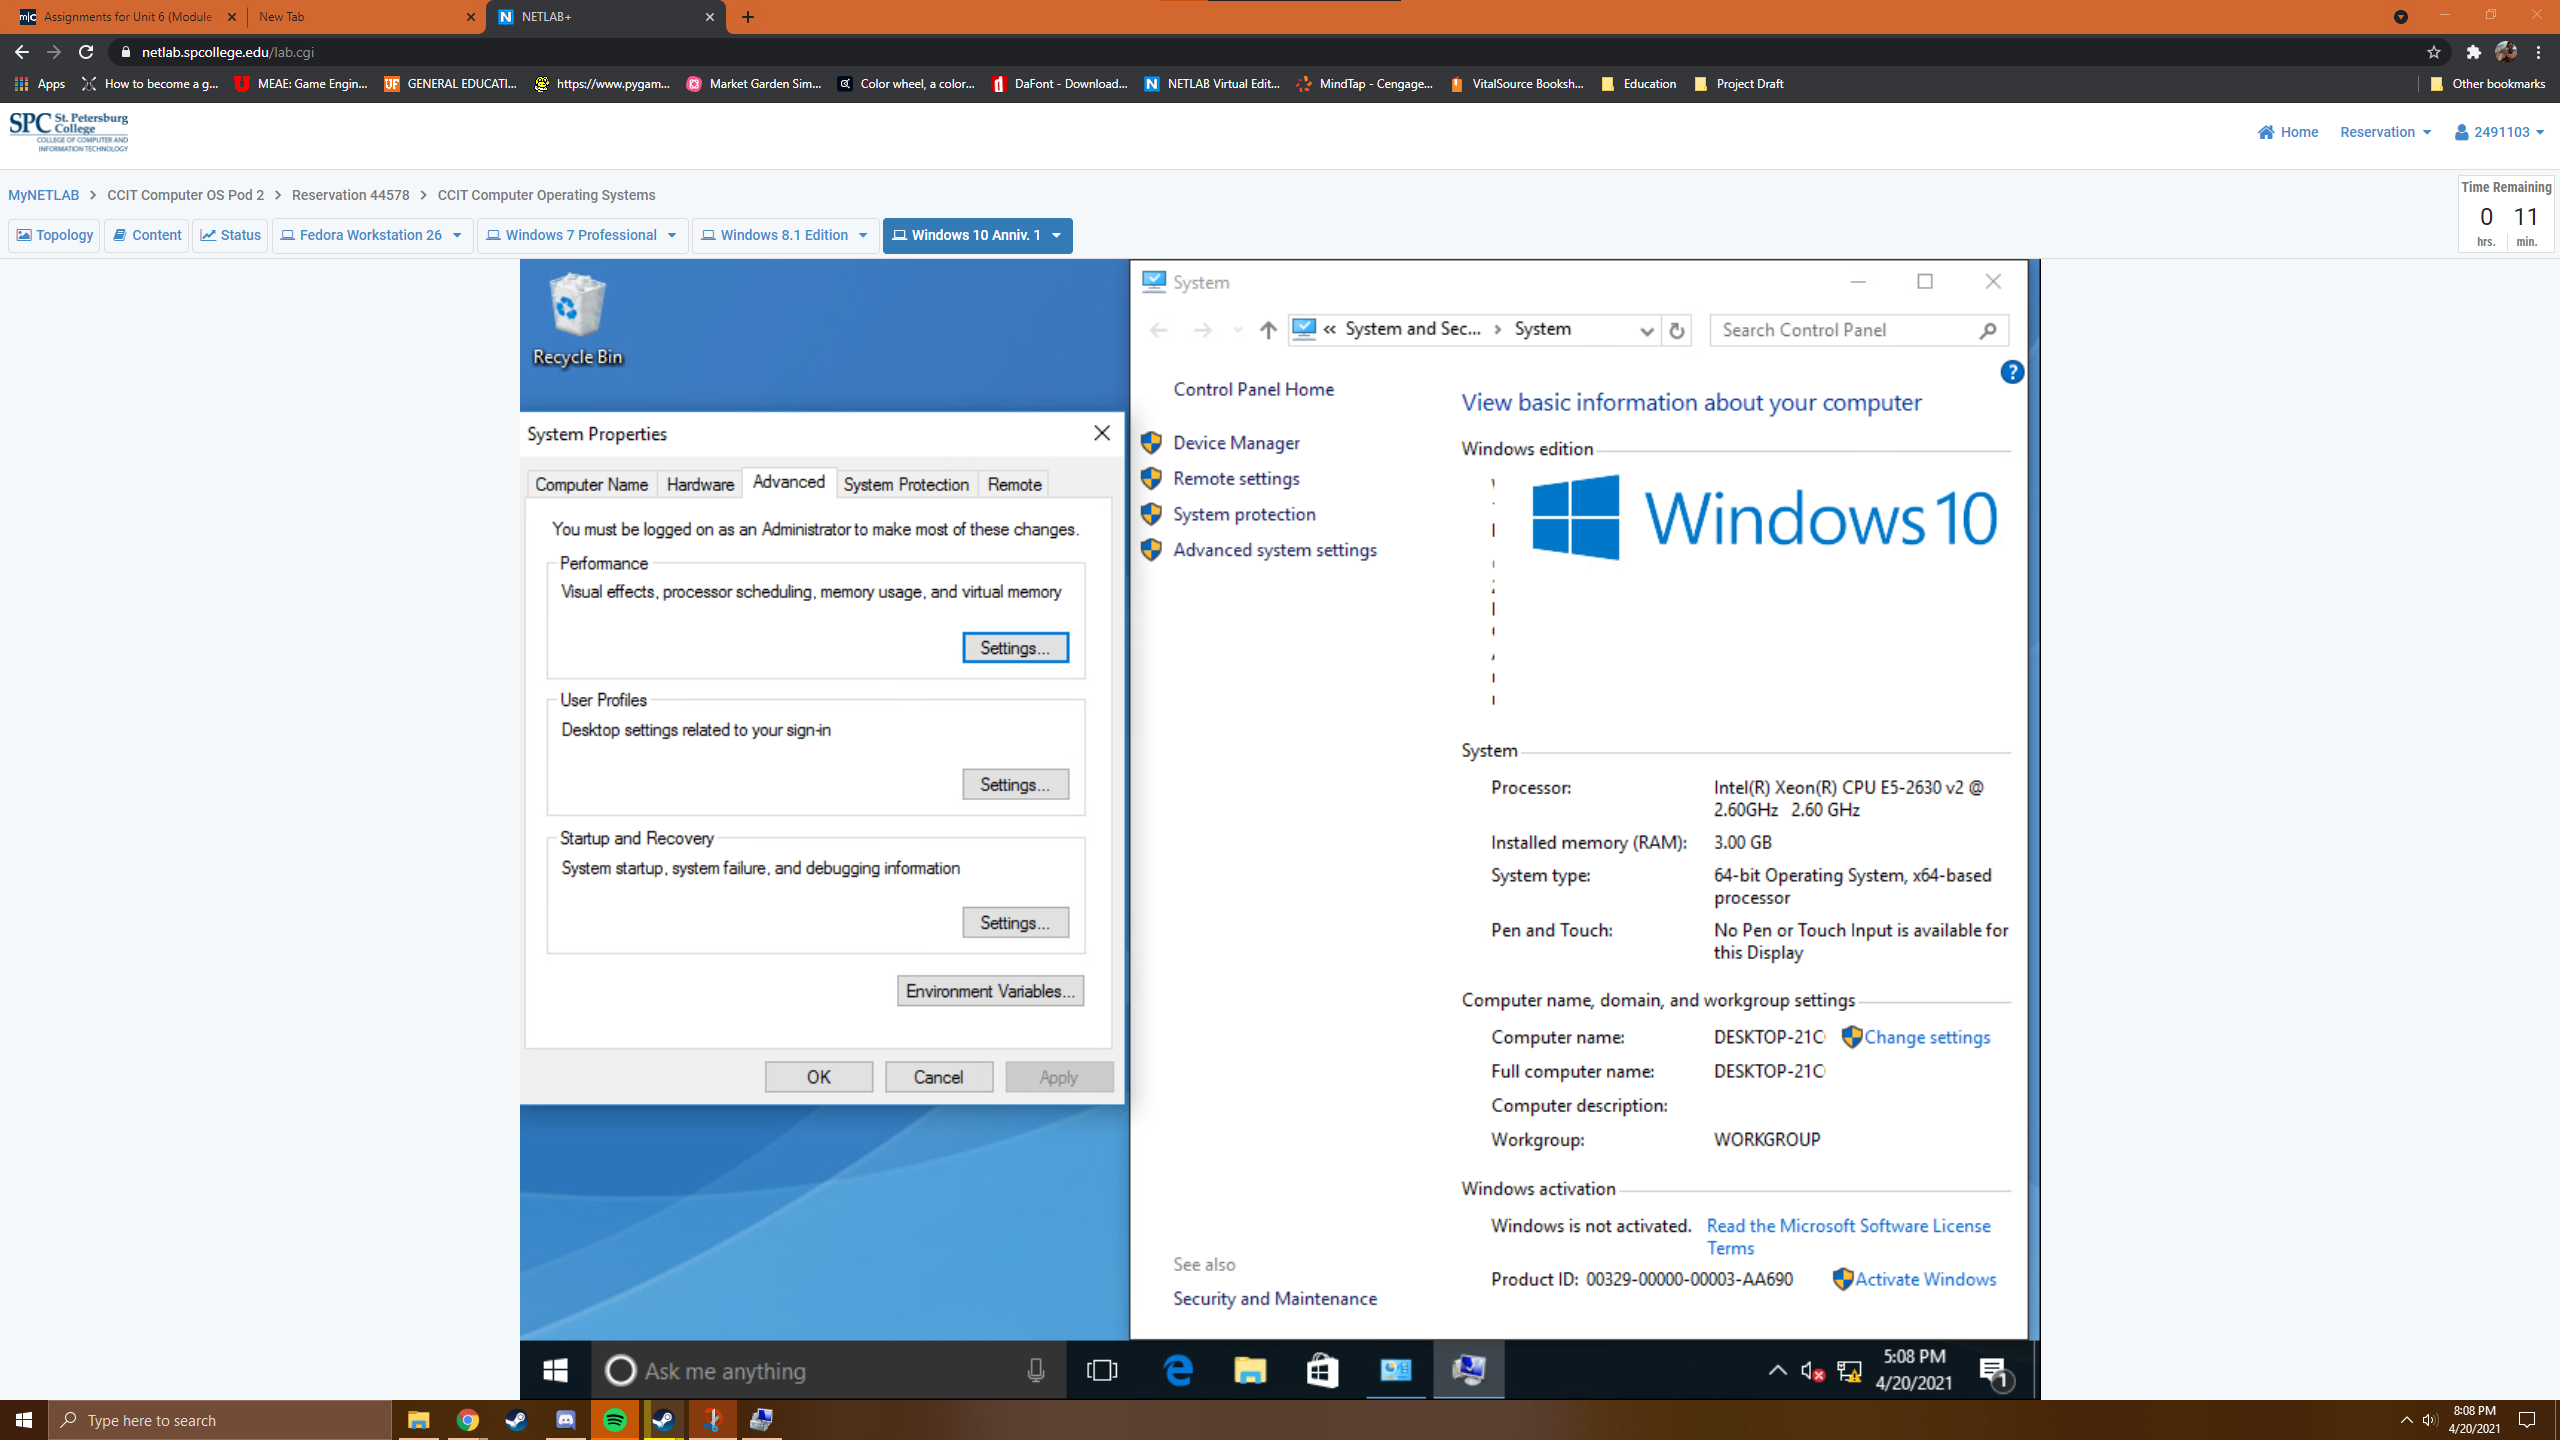 Assignments for Unit 6 (Module
New Tab
NETLAB+
netlab.spcollege.edu/lab.cgi
Apps
How to become a g...
MEAE: Game Engin...
GENERAL EDUCATI...
https://www.pygam...
Market Garden Sim...
Color wheel, a color...
DaFont - Download...
NETLAB Virtual Edit...
MindTap - Cengage...
VitalSource Booksh...
Education
Project Draft
Other bookmarks
SPC St. Petersburg
College
COLLEGE OF COMPUTER AND
INFORMATION TECHNOLOGY
Home
Reservation
2491103
MyNETLAB > CCIT Computer OS Pod 2 > Reservation 44578 > CCIT Computer Operating Systems
Time Remaining
0 11
hrs. min.
Topology
Content
Status
Fedora Workstation 26
Windows 7 Professional
Windows 8.1 Edition
Windows 10 Anniv. 1
Recycle Bin
System Properties
Computer Name
Hardware
Advanced
System Protection
Remote
You must be logged on as an Administrator to make most of these changes.
Performance
Visual effects, processor scheduling, memory usage, and virtual memory
Settings...
User Profiles
Desktop settings related to your sign-in
Settings...
Startup and Recovery
System startup, system failure, and debugging information
Settings...
Environment Variables...
OK
Cancel
Apply
System
« System and Sec... > System
Search Control Panel
Control Panel Home
Device Manager
Remote settings
System protection
Advanced system settings
See also
Security and Maintenance
View basic information about your computer
Windows edition
Windows 10
System
Processor: Intel(R) Xeon(R) CPU E5-2630 v2 @
2.60GHz 2.60 GHz
Installed memory (RAM): 3.00 GB
System type: 64-bit Operating System, x64-based
processor
Pen and Touch: No Pen or Touch Input is available for
this Display
Computer name, domain, and workgroup settings
Computer name: DESKTOP-21C
Change settings
Full computer name: DESKTOP-21C
Computer description:
Workgroup: WORKGROUP
Windows activation
Windows is not activated. Read the Microsoft Software License
Terms
Product ID: 00329-00000-00003-AA690
Activate Windows
Ask me anything
5:08 PM
4/20/2021
1
Type here to search
8:08 PM
4/20/2021